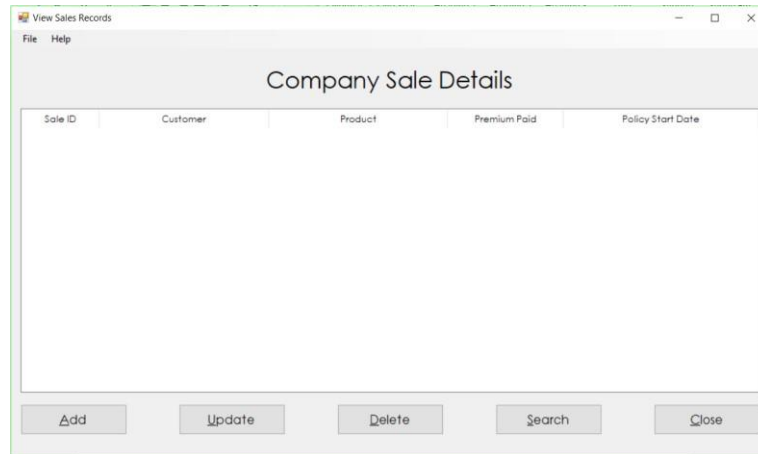 View Sales Records
File Help
Company Sale Details
Sale ID Customer Product Premium Paid Policy Start Date
Add Update Delete Search Close